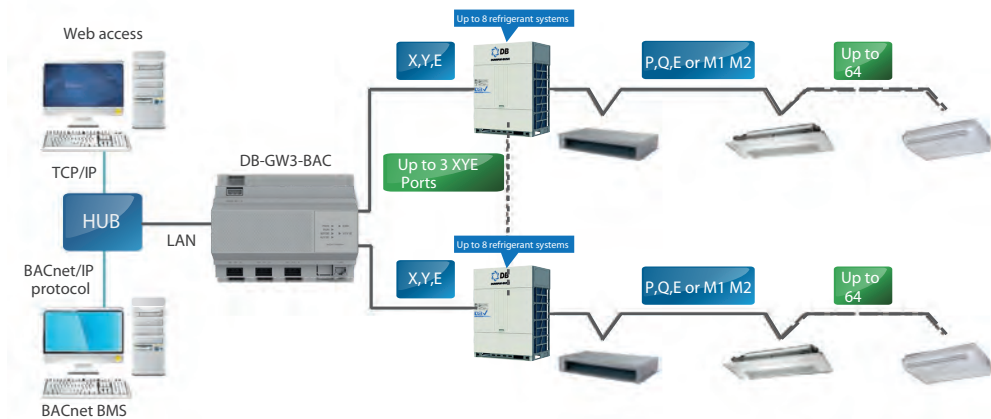 Web access
TCP/IP
HUB
BACnet/IP
protocol
BACnet BMS
LAN
DB-GW3-BAC
Up to 8 refrigerant systems
X,Y,E
DB
P,Q,E or M1 M2
Up to
64
Up to 3 XYE
Ports
Up to 8 refrigerant systems
X,Y,E
DB
P,Q,E or M1 M2
Up to
64